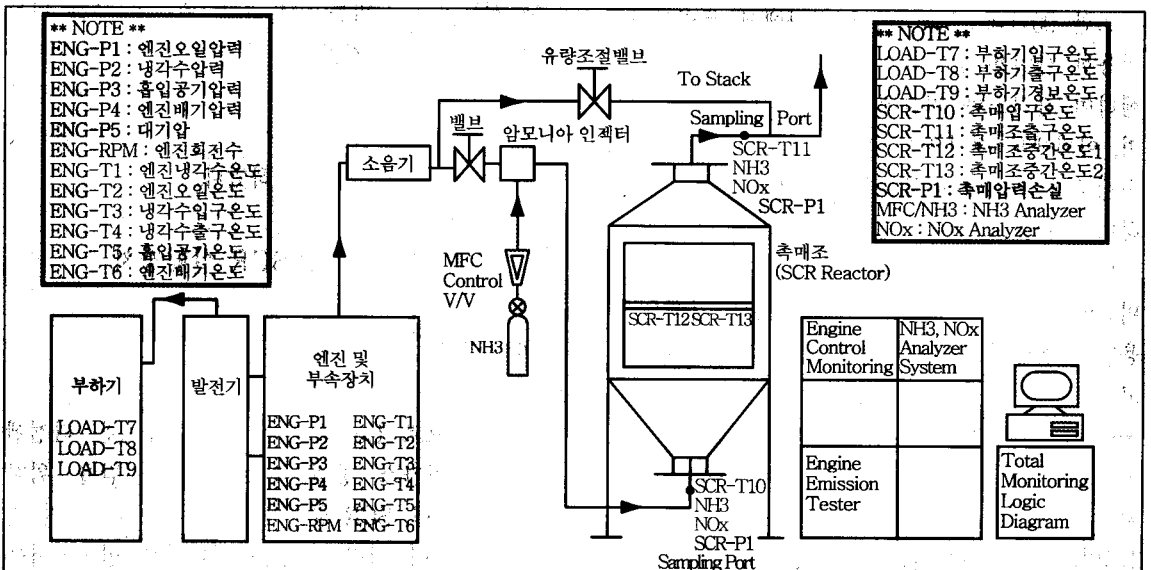 ** NOTE **
ENG-P1 : 엔진오일압력
ENG-P2 : 냉각수압력
ENG-P3 : 흡입공기압력
ENG-P4 : 엔진배기압력
ENG-P5 : 대기압
ENG-RPM : 엔진회전수
ENG-T1 : 엔진냉각수온도
ENG-T2 : 엔진오일온도
ENG-T3 : 냉각수입구온도
ENG-T4 : 냉각수출구온도
ENG-T5 : 흡입공기온도
ENG-T6 : 엔진배기온도
유량조절밸브
To Stack
밸브
암모니아 인젝터
소음기
Sampling Port
SCR-T11
NH3
NOx
SCR-P1
** NOTE **
LOAD-T7 : 부하기입구온도
LOAD-T8 : 부하기출구온도
LOAD-T9 : 부하기경보온도
SCR-T10 : 촉매입구온도
SCR-T11 : 촉매조출구온도
SCR-T12 : 촉매조중간온도1
SCR-T13 : 촉매조중간온도2
SCR-P1 : 촉매압력손실
MFC/NH3 : NH3 Analyzer
NOx : NOx Analyzer
MFC
Control
V/V
NH3
촉매조
(SCR Reactor)
SCR-T12 SCR-T13
부하기
LOAD-T7
LOAD-T8
LOAD-T9
발전기
엔진 및
부속장치
ENG-P1 ENG-T1
ENG-P2 ENG-T2
ENG-P3 ENG-T3
ENG-P4 ENG-T4
ENG-P5 ENG-T5
ENG-RPM ENG-T6
SCR-T10
NH3
NOx
SCR-P1
Sampling Port
Engine
Control
Monitoring
NH3, NOx
Analyzer
System
Engine
Emission
Tester
Total
Monitoring
Logic
Diagram